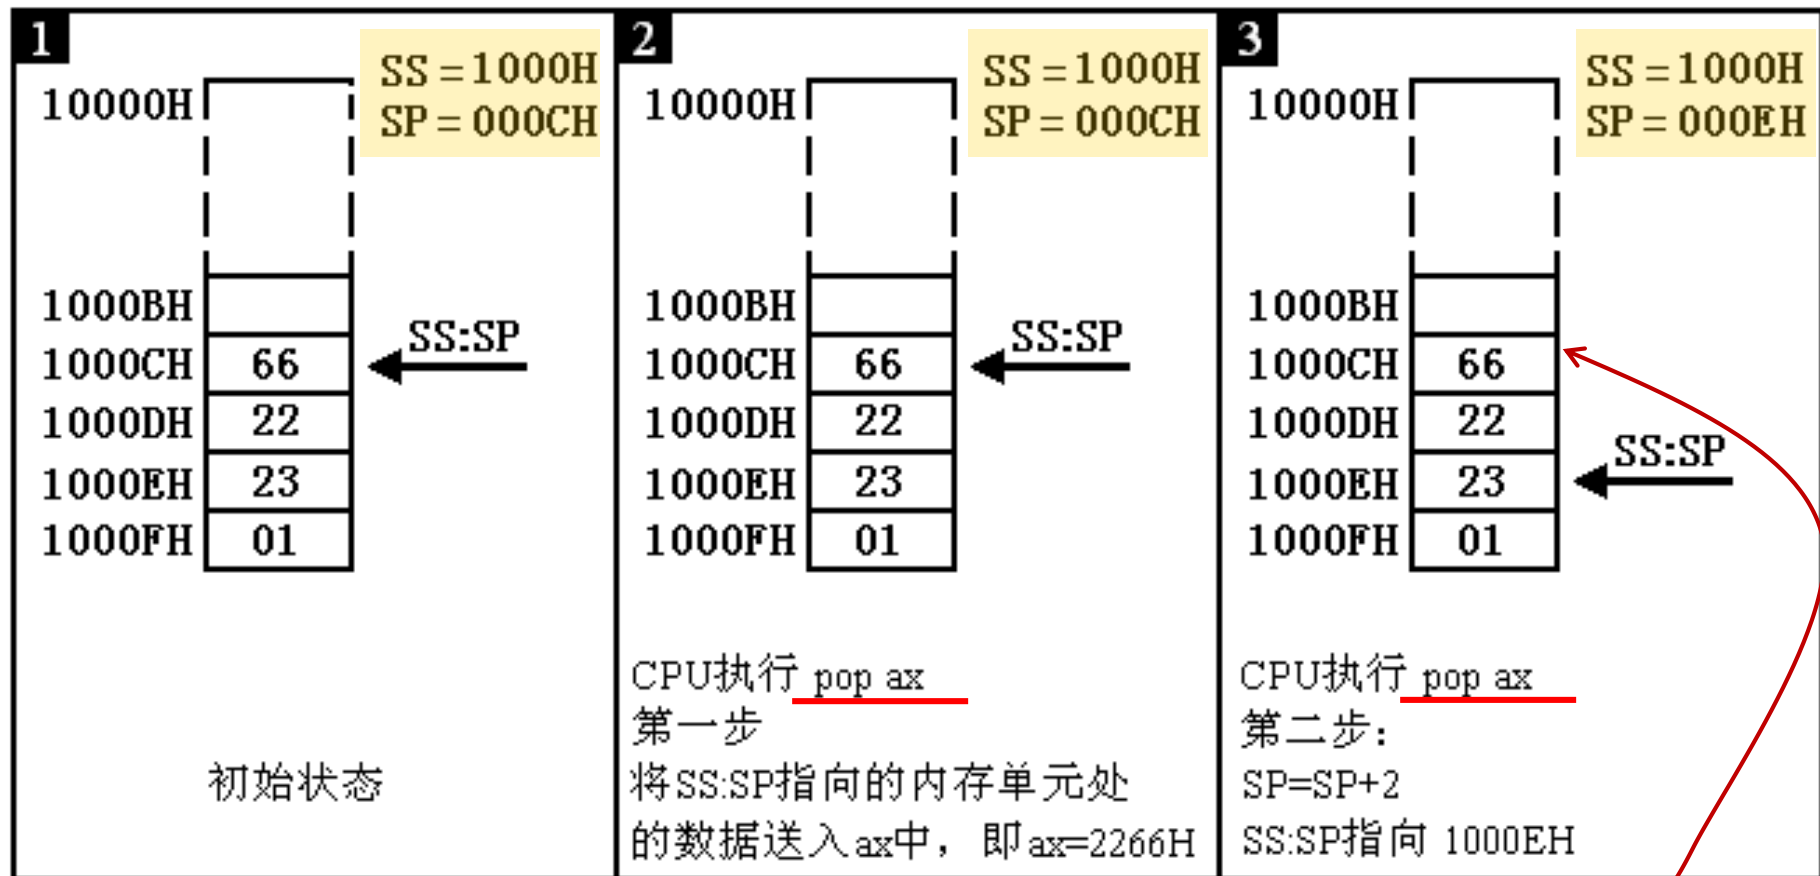 1
SS = 1000H
SP = 000CH
10000H
1000BH
1000CH 66
SS:SP
1000DH 22
1000EH 23
1000FH 01
初始状态
2
SS = 1000H
SP = 000CH
10000H
1000BH
1000CH 66
SS:SP
1000DH 22
1000EH 23
1000FH 01
CPU执行 pop ax
第一步
将SS:SP指向的内存单元处
的数据送入ax中，即ax=2266H
3
SS = 1000H
SP = 000EH
10000H
1000BH
1000CH 66
1000DH 22
SS:SP
1000EH 23
1000FH 01
CPU执行 pop ax
第二步：
SP=SP+2
SS:SP指向 1000EH